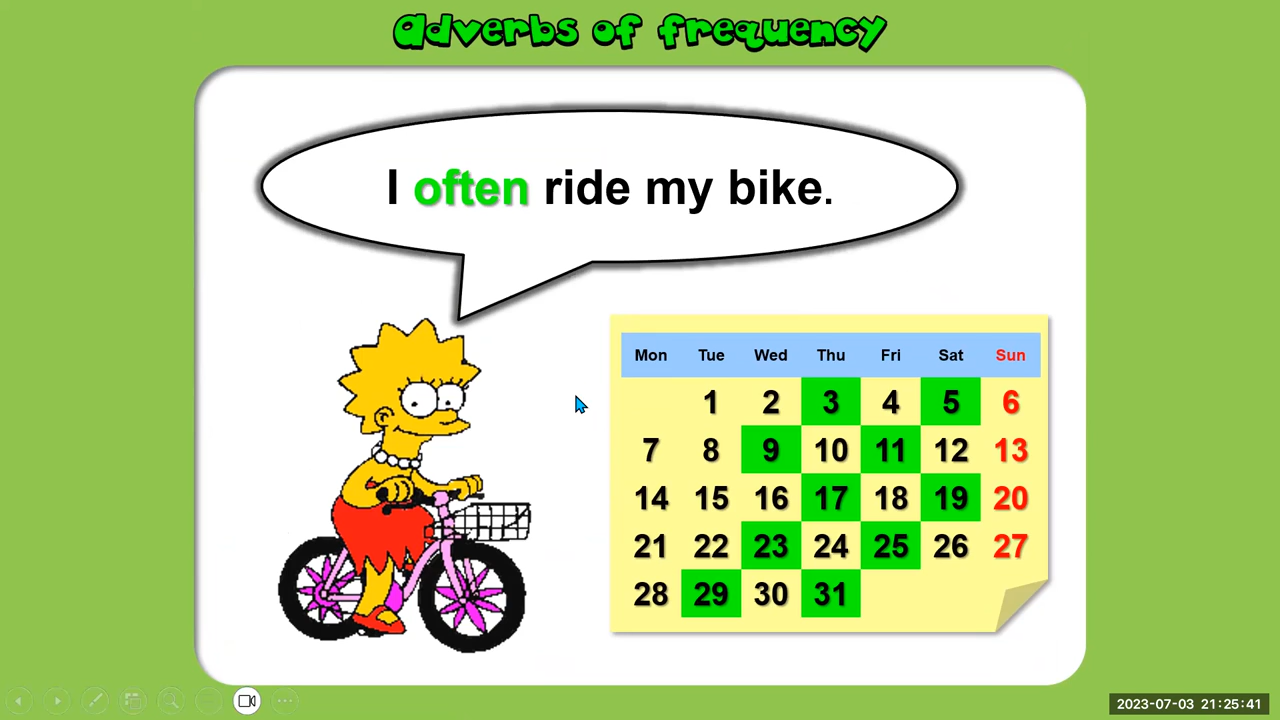 Adverbs of frequency
I often ride my bike.
Mon Tue Wed Thu Fri Sat Sun
1 2 3 4 5 6
7 8 9 10 11 12 13
14 15 16 17 18 19 20
21 22 23 24 25 26 27
28 29 30 31
2023-07-03 21:25:41